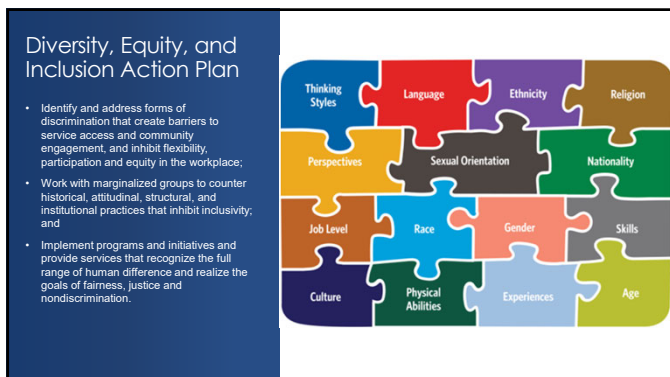 Diversity, Equity, and
Inclusion Action Plan
• Identify and address forms of
discrimination that create barriers to
service access and community
engagement, and inhibit flexibility,
participation and equity in the workplace;
• Work with marginalized groups to counter
historical, attitudinal, structural, and
institutional practices that inhibit inclusivity;
and
• Implement programs and initiatives and
provide services that recognize the full
range of human difference and realize the
goals of fairness, justice and
nondiscrimination.
Thinking
Styles
Language
Ethnicity
Religion
Perspectives
Sexual Orientation
Nationality
Job Level
Race
Gender
Skills
Culture
Physical
Abilities
Experiences
Age